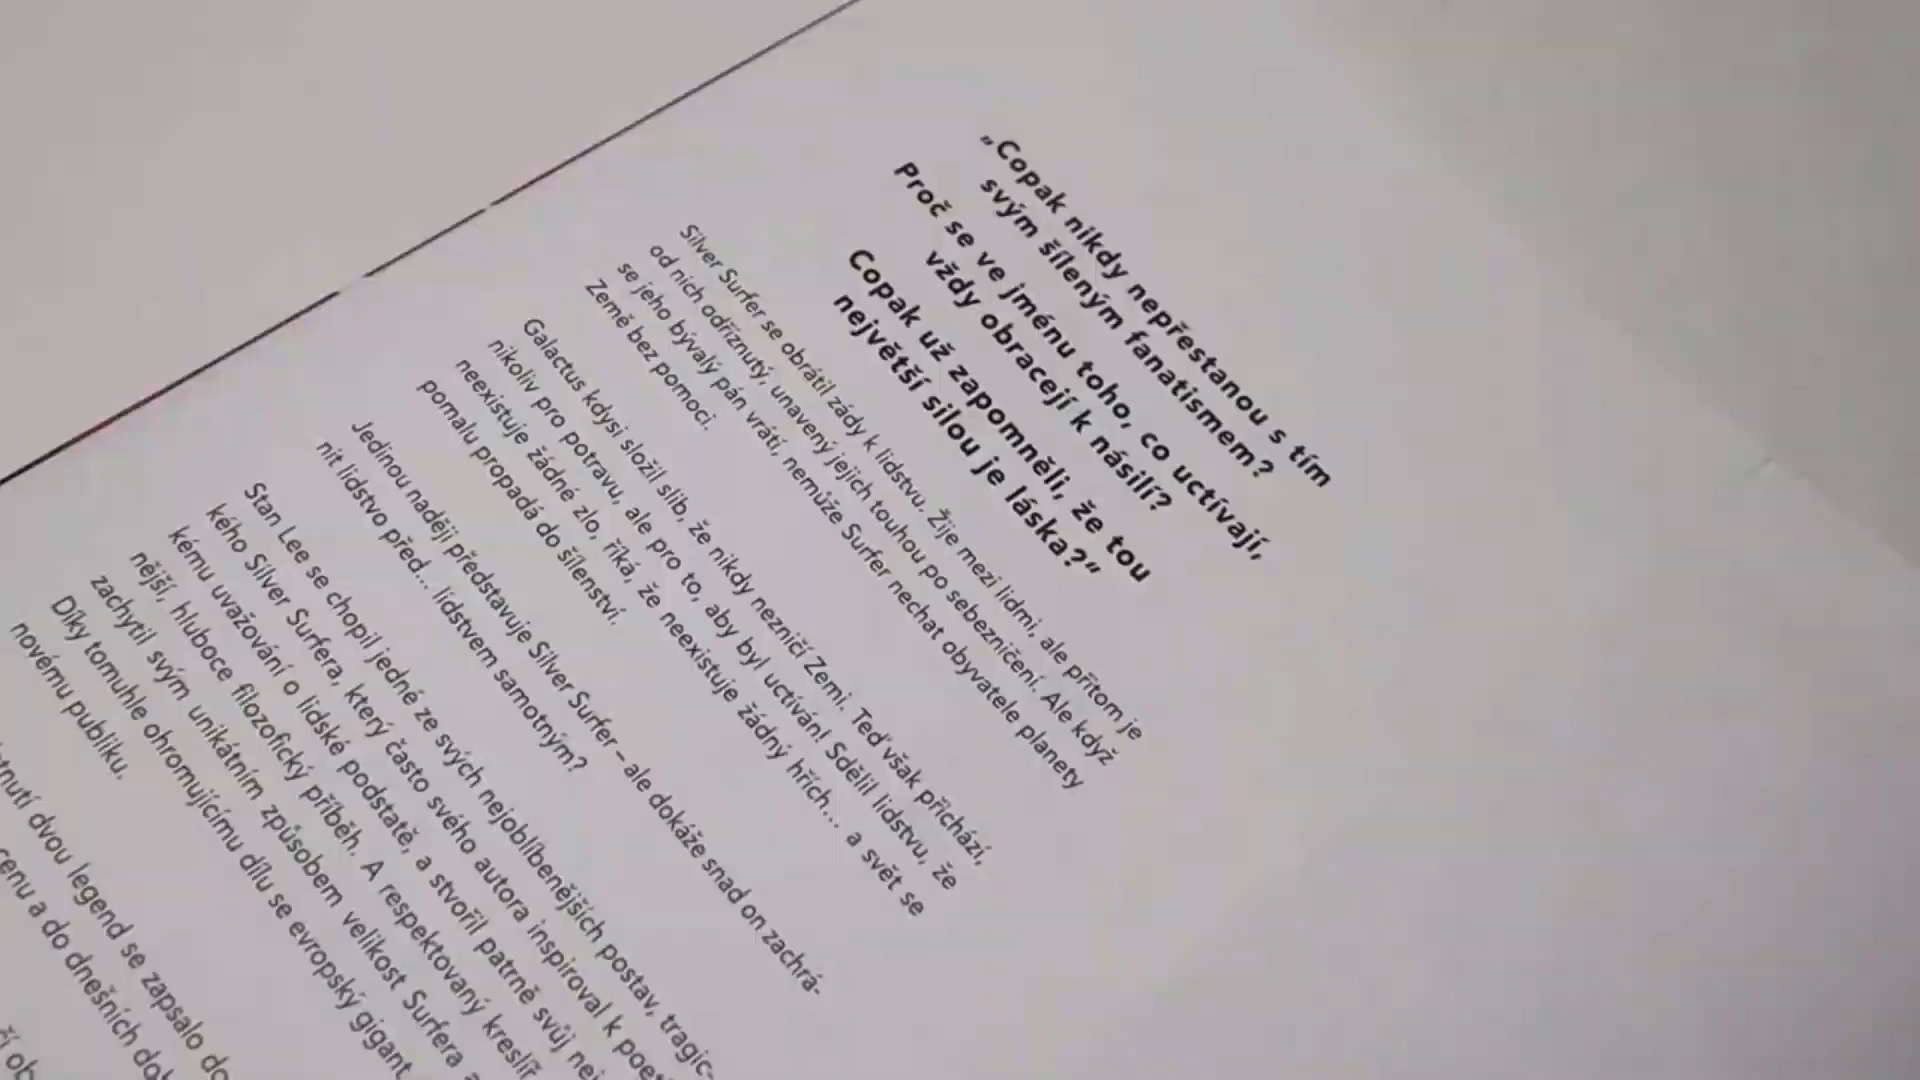 „Copak nikdy nepřestanou s tím
svým šíleným fanatismem?
Proč se ve jménu toho, co uctívají,
vždy obracejí k násilí?
Copak už zapomněli, že tou
největší silou je láska?“
Silver Surfer se obrátil zády k lidstvu. Žije mezi lidmi, ale přitom je
od nich odříznutý, unavený jejich touhou po sebezničení. Ale když
se jeho bývalý pán vrátí, nemůže Surfer nechat obyvatele planety
Země bez pomoci.
Galactus kdysi složil slib, že nikdy nezničí Zemi. Teď však přichází,
nikoliv pro potravu, ale pro to, aby byl uctíván! Sdělil lidstvu, že
neexistuje žádné zlo, říká, že neexistuje žádný hřích... a svět se
pomalu propadá do šílenství.
Jedinou naději představuje Silver Surfer – ale dokáže snad on zachrá-
nit lidstvo před... lidstvem samotným?
Stan Lee se chopil jedné ze svých nejoblíbenějších postav, tragic-
kého Silver Surfera, který často svého autora inspiroval k
kému uvažování o lidské podstatě, a stvořil patrně svůj
nější, hluboce filozofický příběh. A respektovaný kreslíř
zachytil svým unikátním způsobem velikost Surfera
Díky tomuhle ohromujícímu dílu se evropský gigant
novému publiku.
dvou legend se zapsalo
cenu a do dnešních